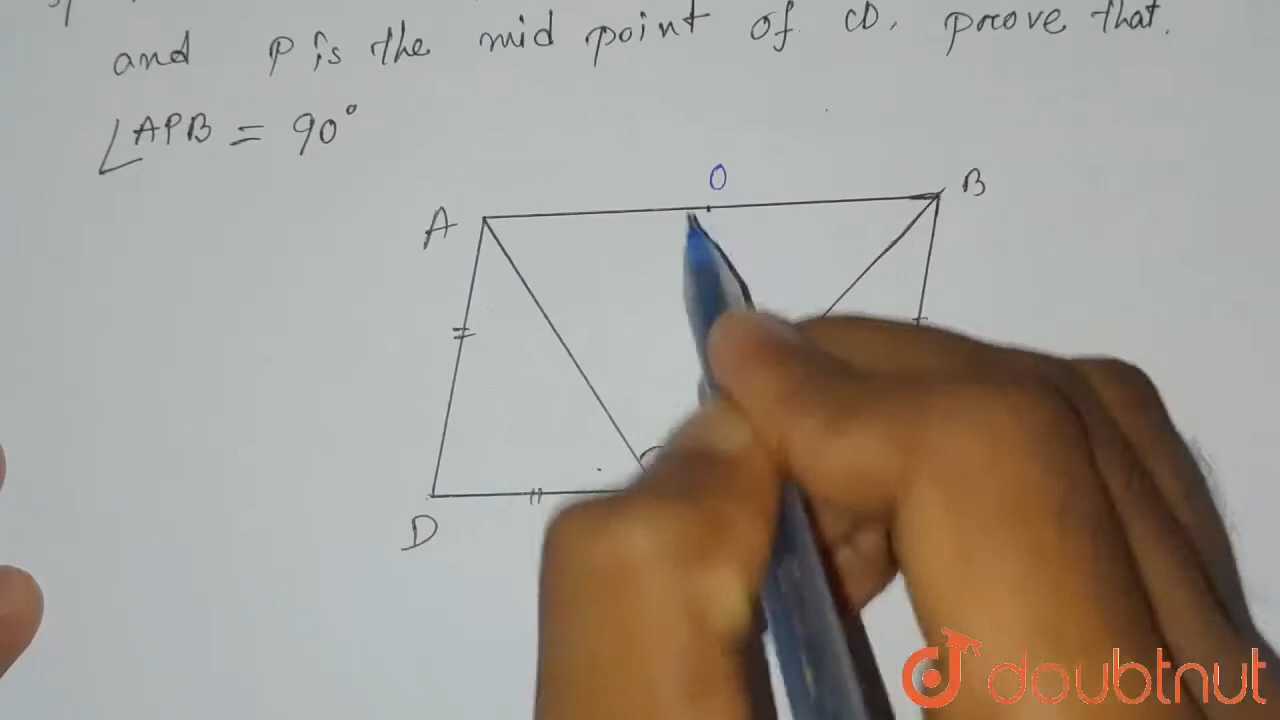 and P is the mid point of CD, prove that.
∠APB = 90°
O
B
A
D
doubtnut